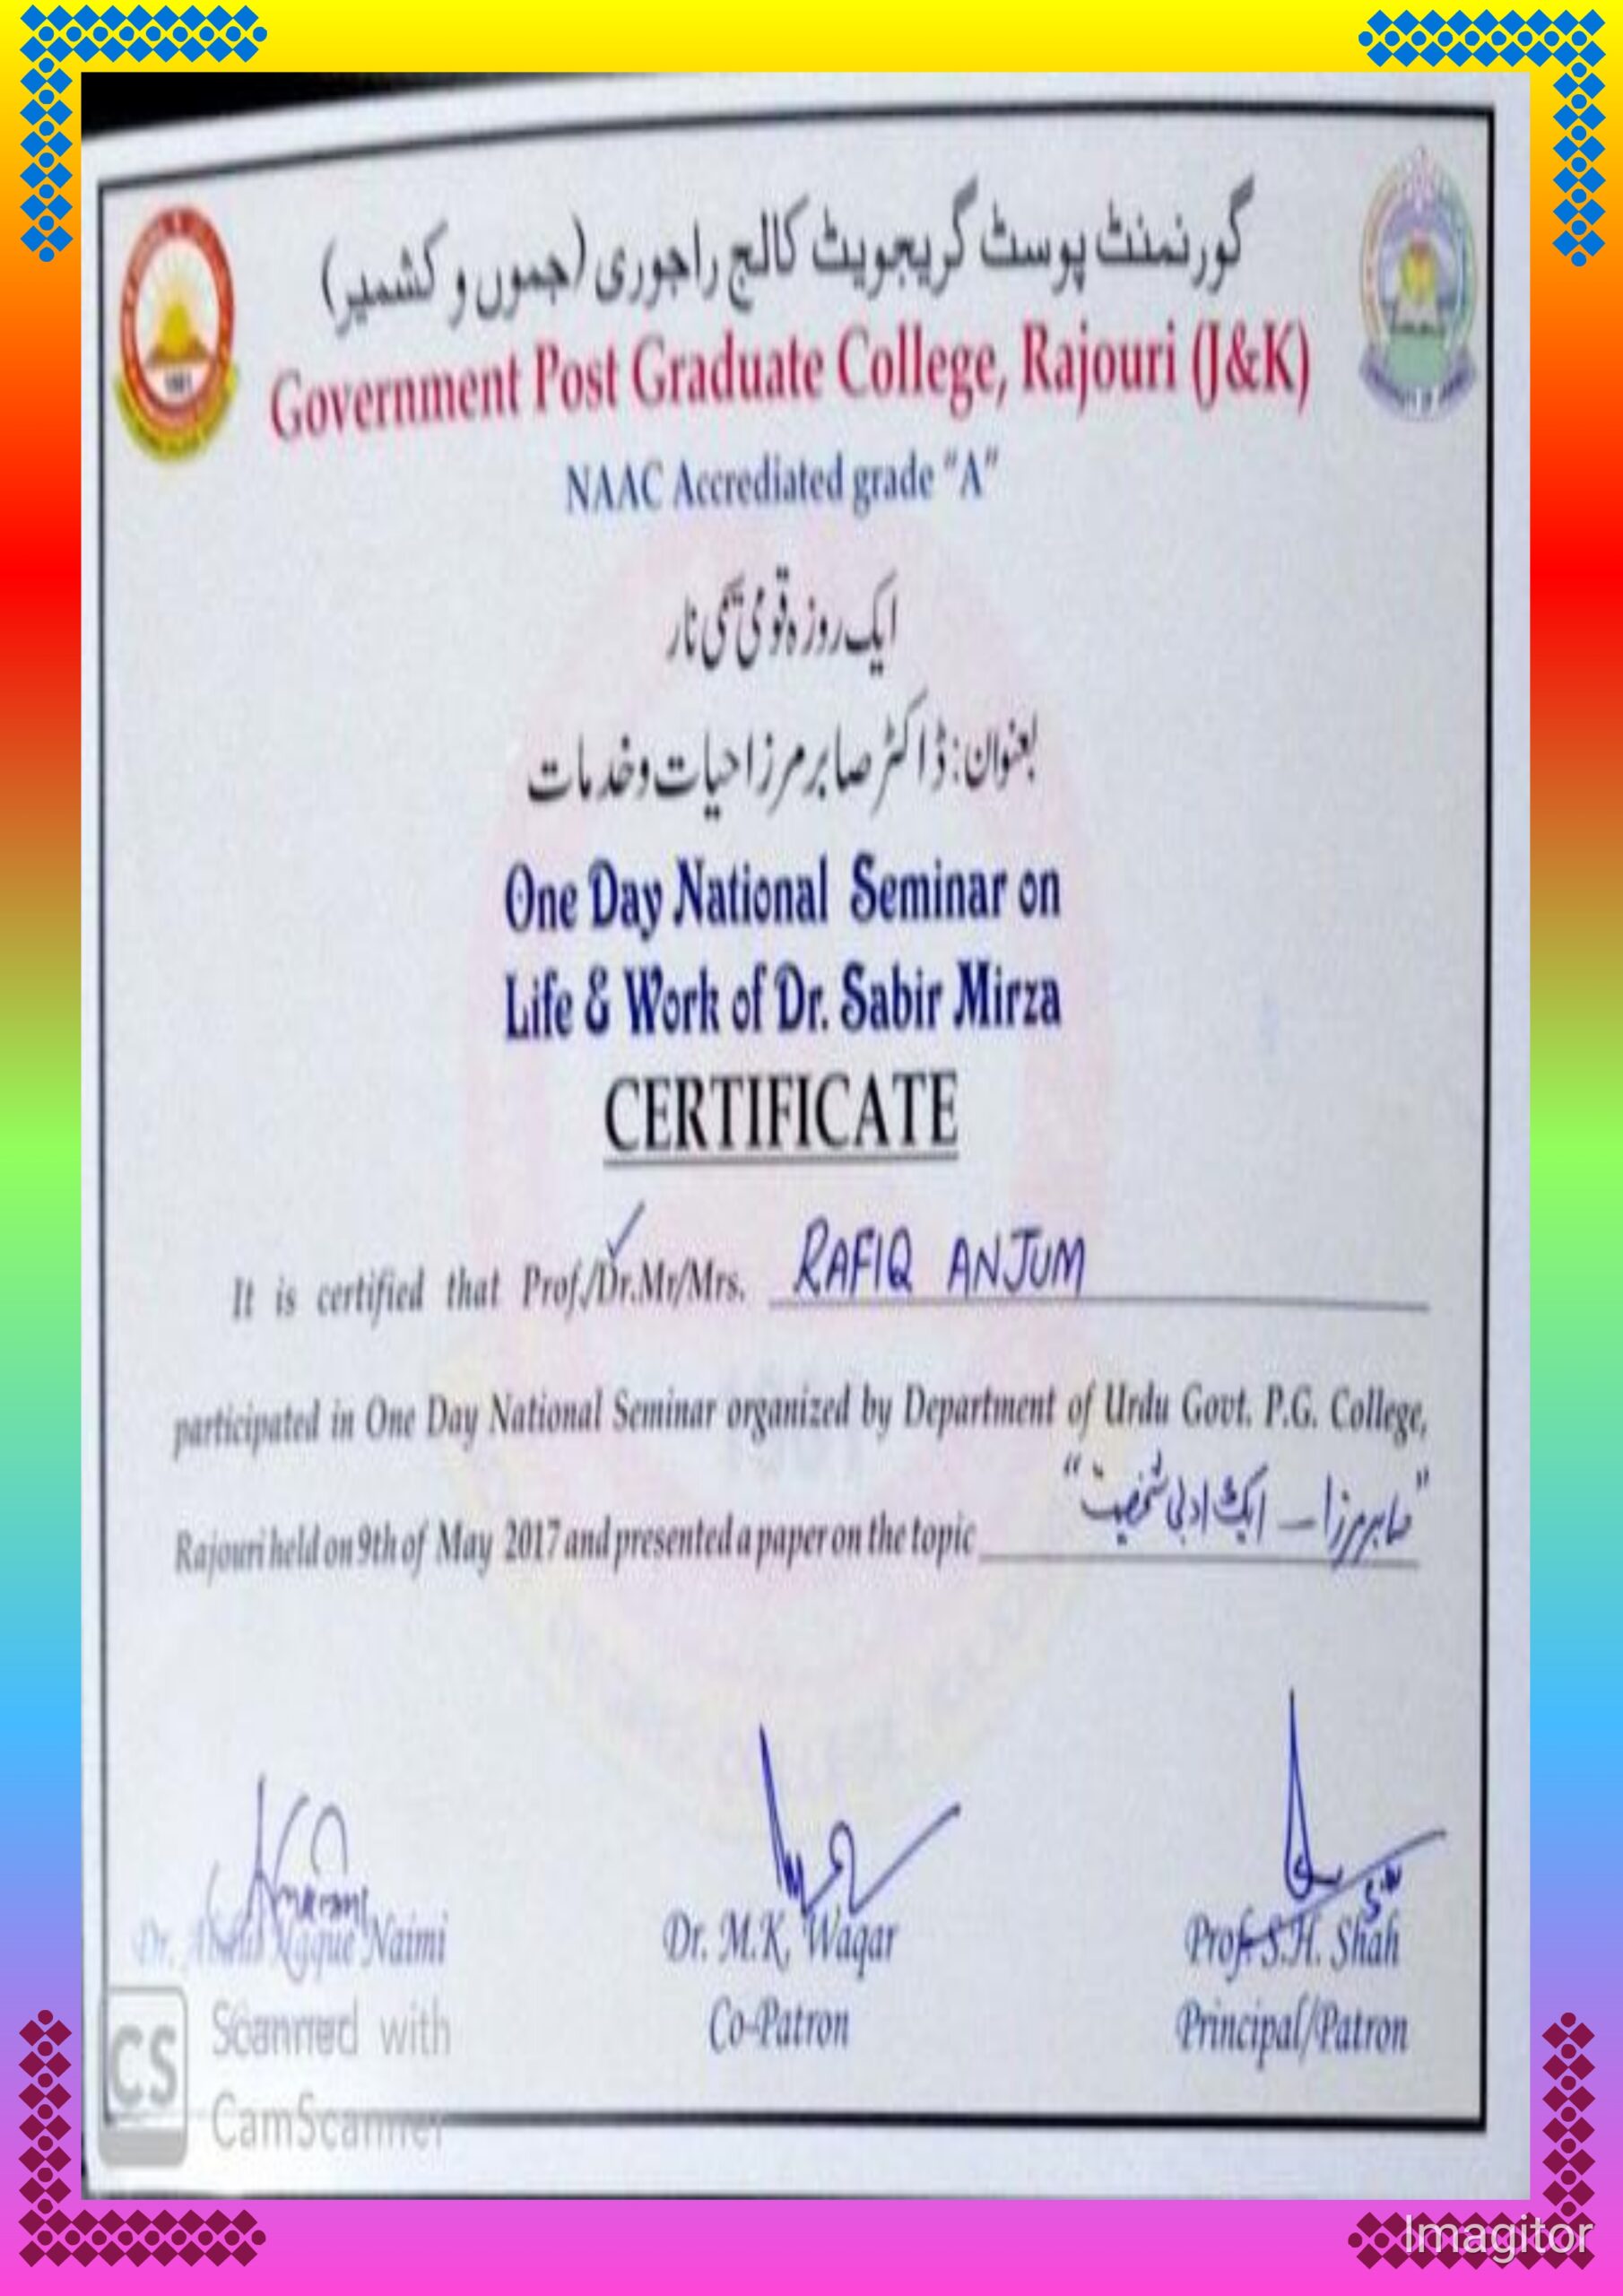 گورنمنٹ پوسٹ گریجویٹ کالج راجوری (جموں و کشمیر)
Government Post Graduate College, Rajouri (J&K)
NAAC Accrediated grade "A"
ایک روزہ قومی سیمی نار
بعنوان: ڈاکٹر صابر مرزا حیات و خدمات
One Day National Seminar on
Life & Work of Dr. Sabir Mirza
CERTIFICATE
It is certified that Prof./Dr.Mr/Mrs. RAFIQ ANJUM
participated in One Day National Seminar organized by Department of Urdu Govt. P.G. College,
Rajouri held on 9th of May 2017 and presented a paper on the topic "صابر مرزا — ایک ادبی شخصیت"
Dr. Naimi
Dr. M.K. Waqar
Prof. S.H. Shah
Co-Patron
Principal/Patron
CS
Scanned with
CamScanner
Imagitor